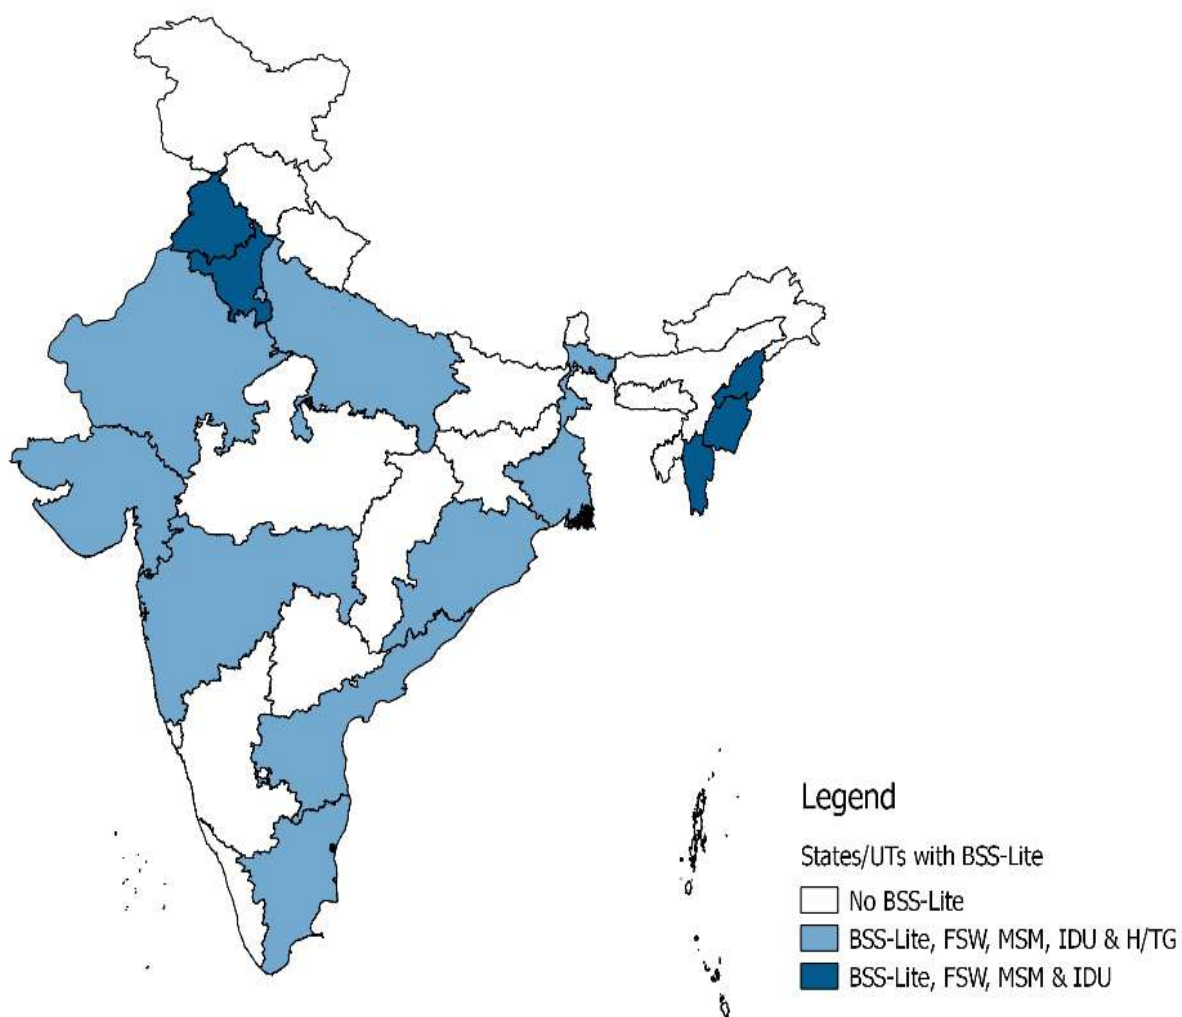 Legend
States/UTs with BSS-Lite
No BSS-Lite
BSS-Lite, FSW, MSM, IDU & H/TG
BSS-Lite, FSW, MSM & IDU